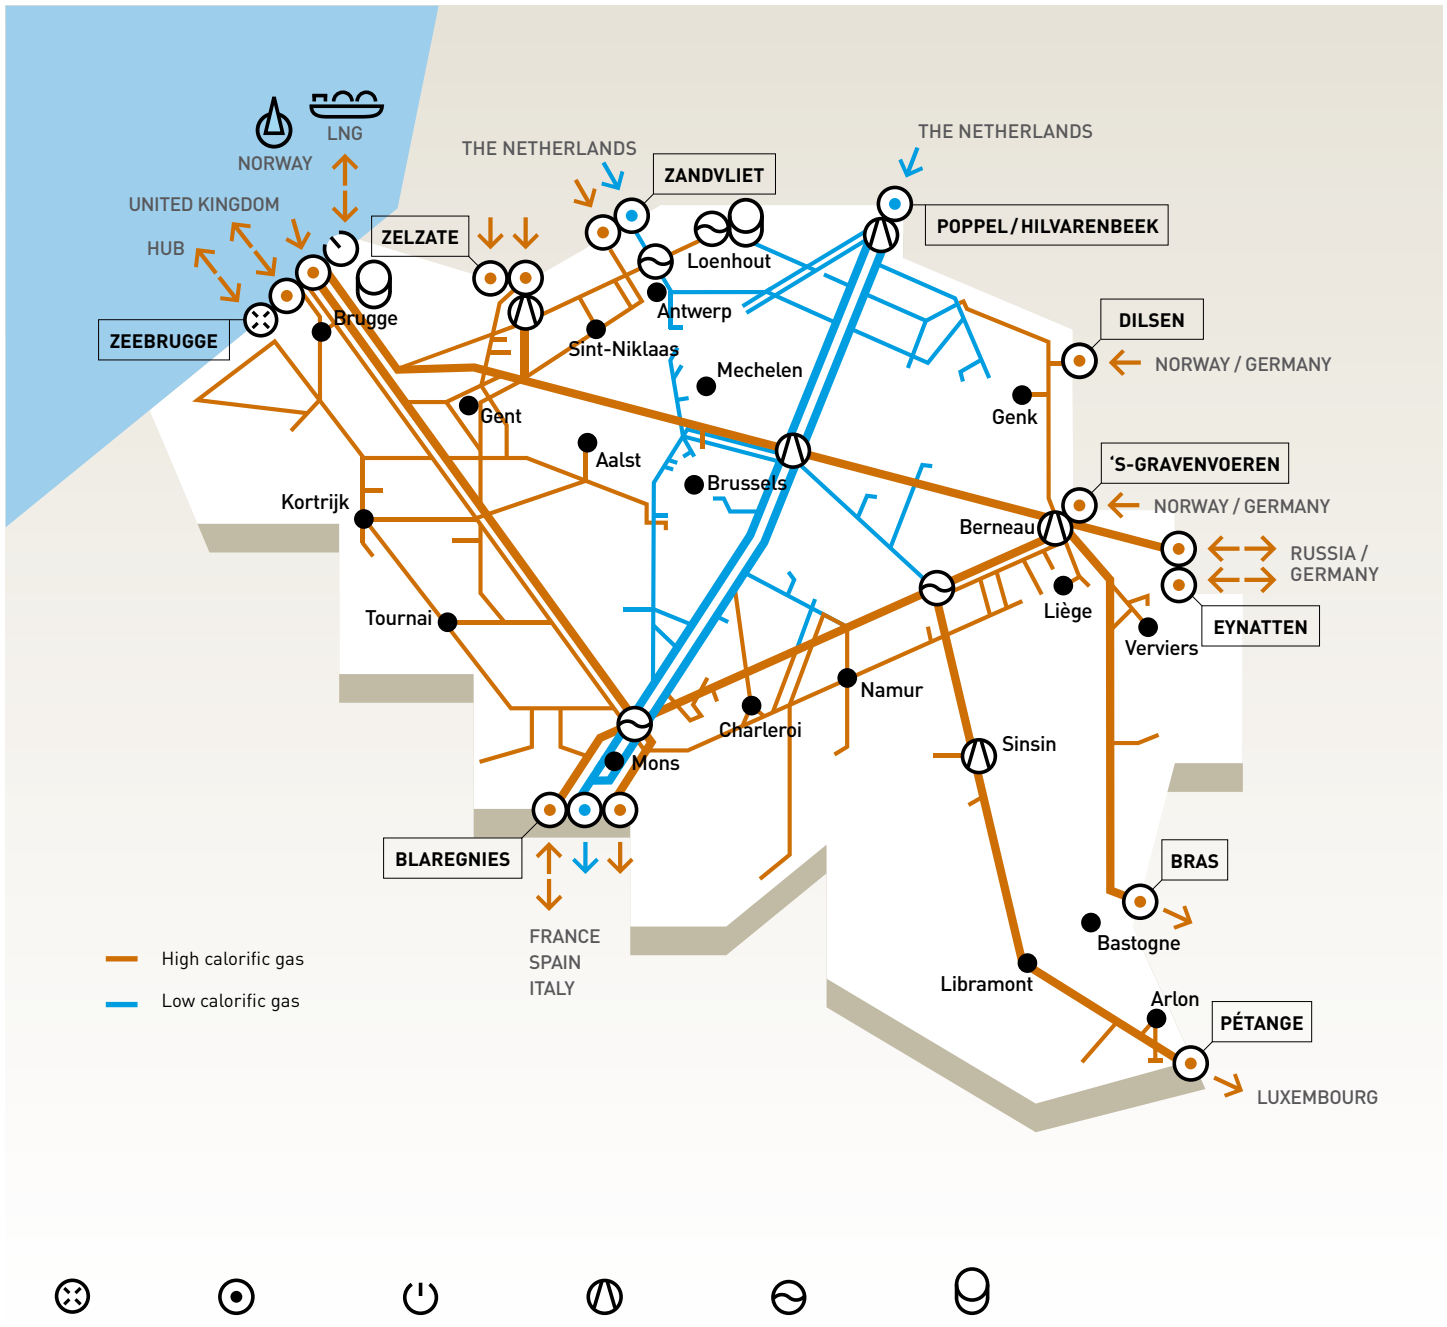 THE NETHERLANDS
LNG
THE NETHERLANDS
NORWAY
ZANDVLIET
UNITED KINGDOM
POPPEL / HILVARENBEEK
ZELZATE
HUB
Loenhout
Antwerp
Brugge
DILSEN
ZEEBRUGGE
Sint-Niklaas
NORWAY / GERMANY
Mechelen
Gent
Genk
Aalst
‘S-GRAVENVOEREN
Brussels
Kortrijk
NORWAY / GERMANY
Berneau
RUSSIA /
GERMANY
Liège
Tournai
EYNATTEN
Verviers
Namur
Charleroi
Sinsin
Mons
BLAREGNIES
BRAS
FRANCE
SPAIN
ITALY
Bastogne
High calorific gas
Libramont
Low calorific gas
Arlon
PÉTANGE
LUXEMBOURG